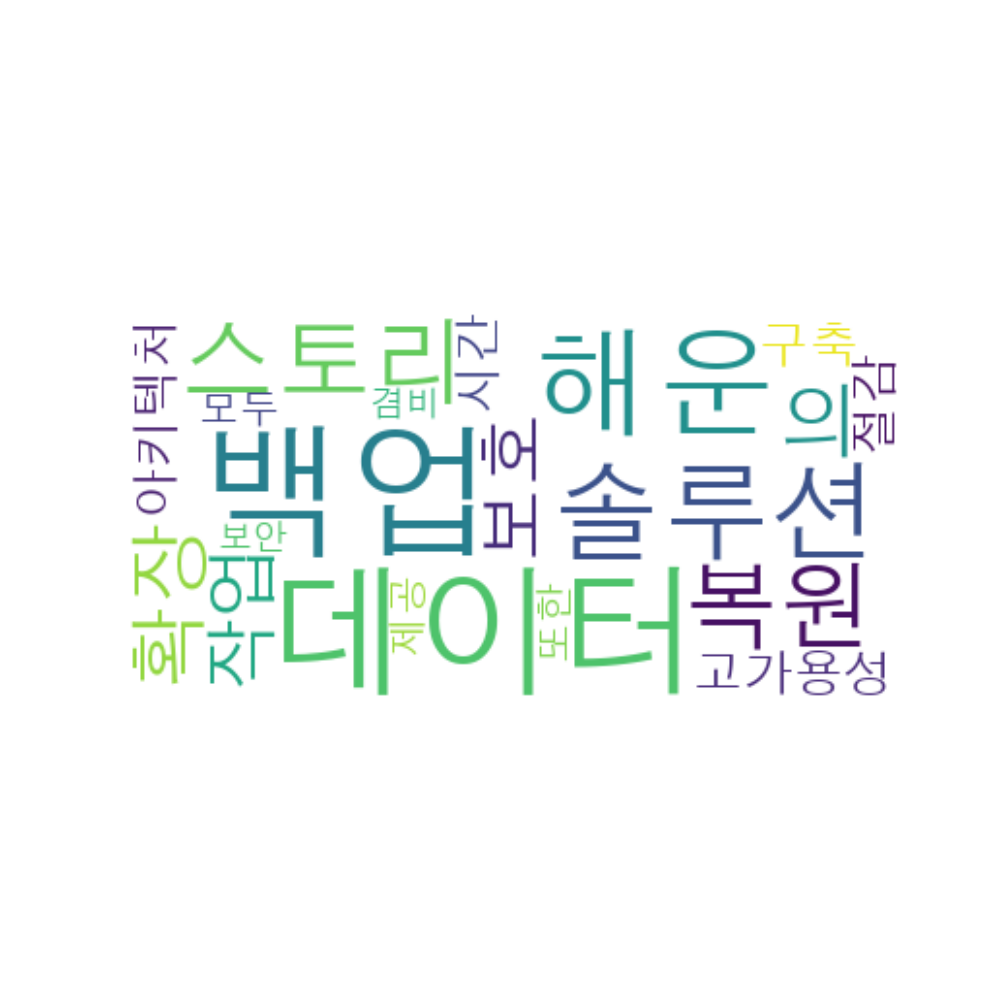 아키텍처
스토리
시간
해운
구축
모두
겸비
의
절감
백업
보호
솔루션
확장
보안
작업
데이터
제공
또한
복원
고가용성